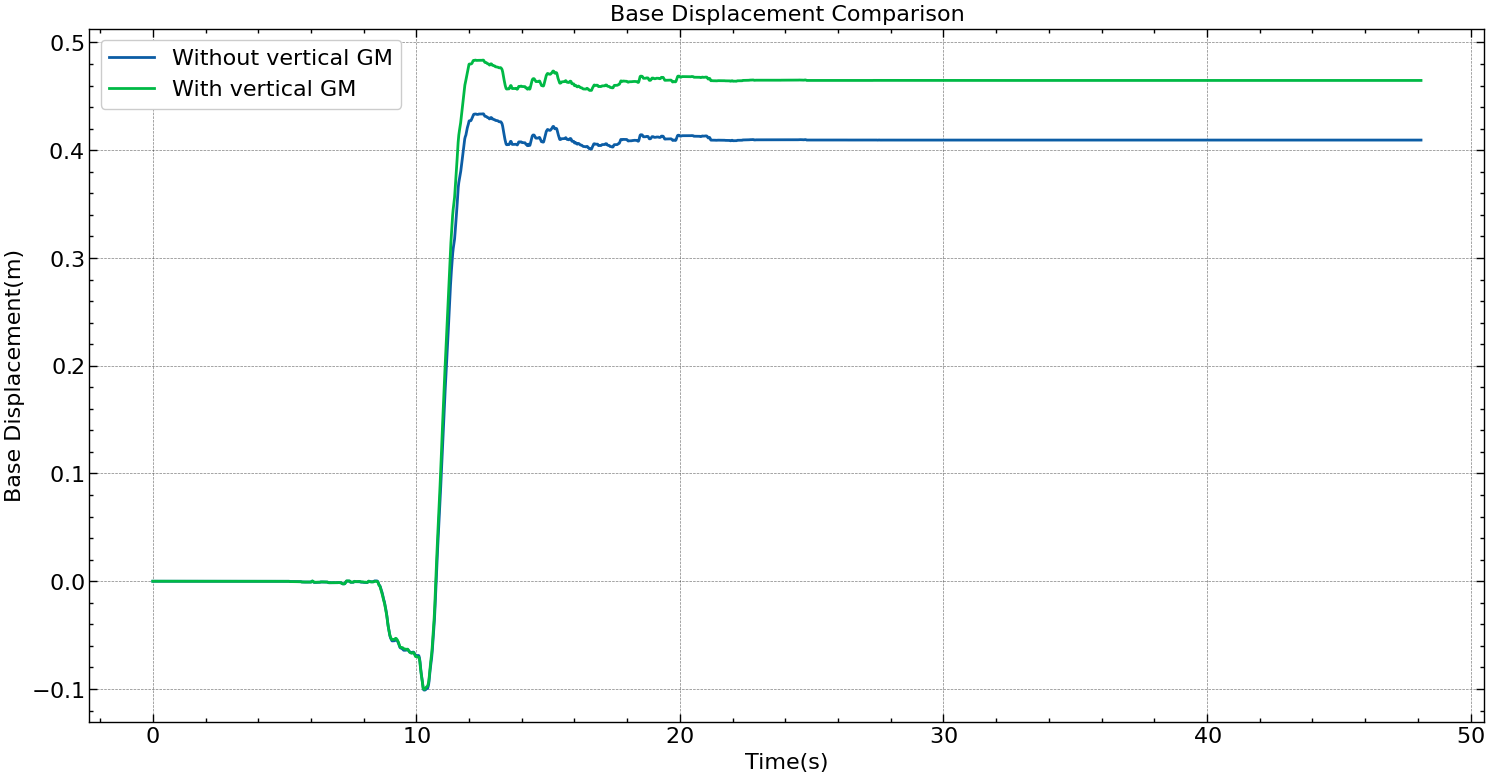 Base Displacement Comparison
Without vertical GM
With vertical GM
Base Displacement(m)
0.5
0.4
0.3
0.2
0.1
0.0
−0.1
0 10 20 30 40 50
Time(s)